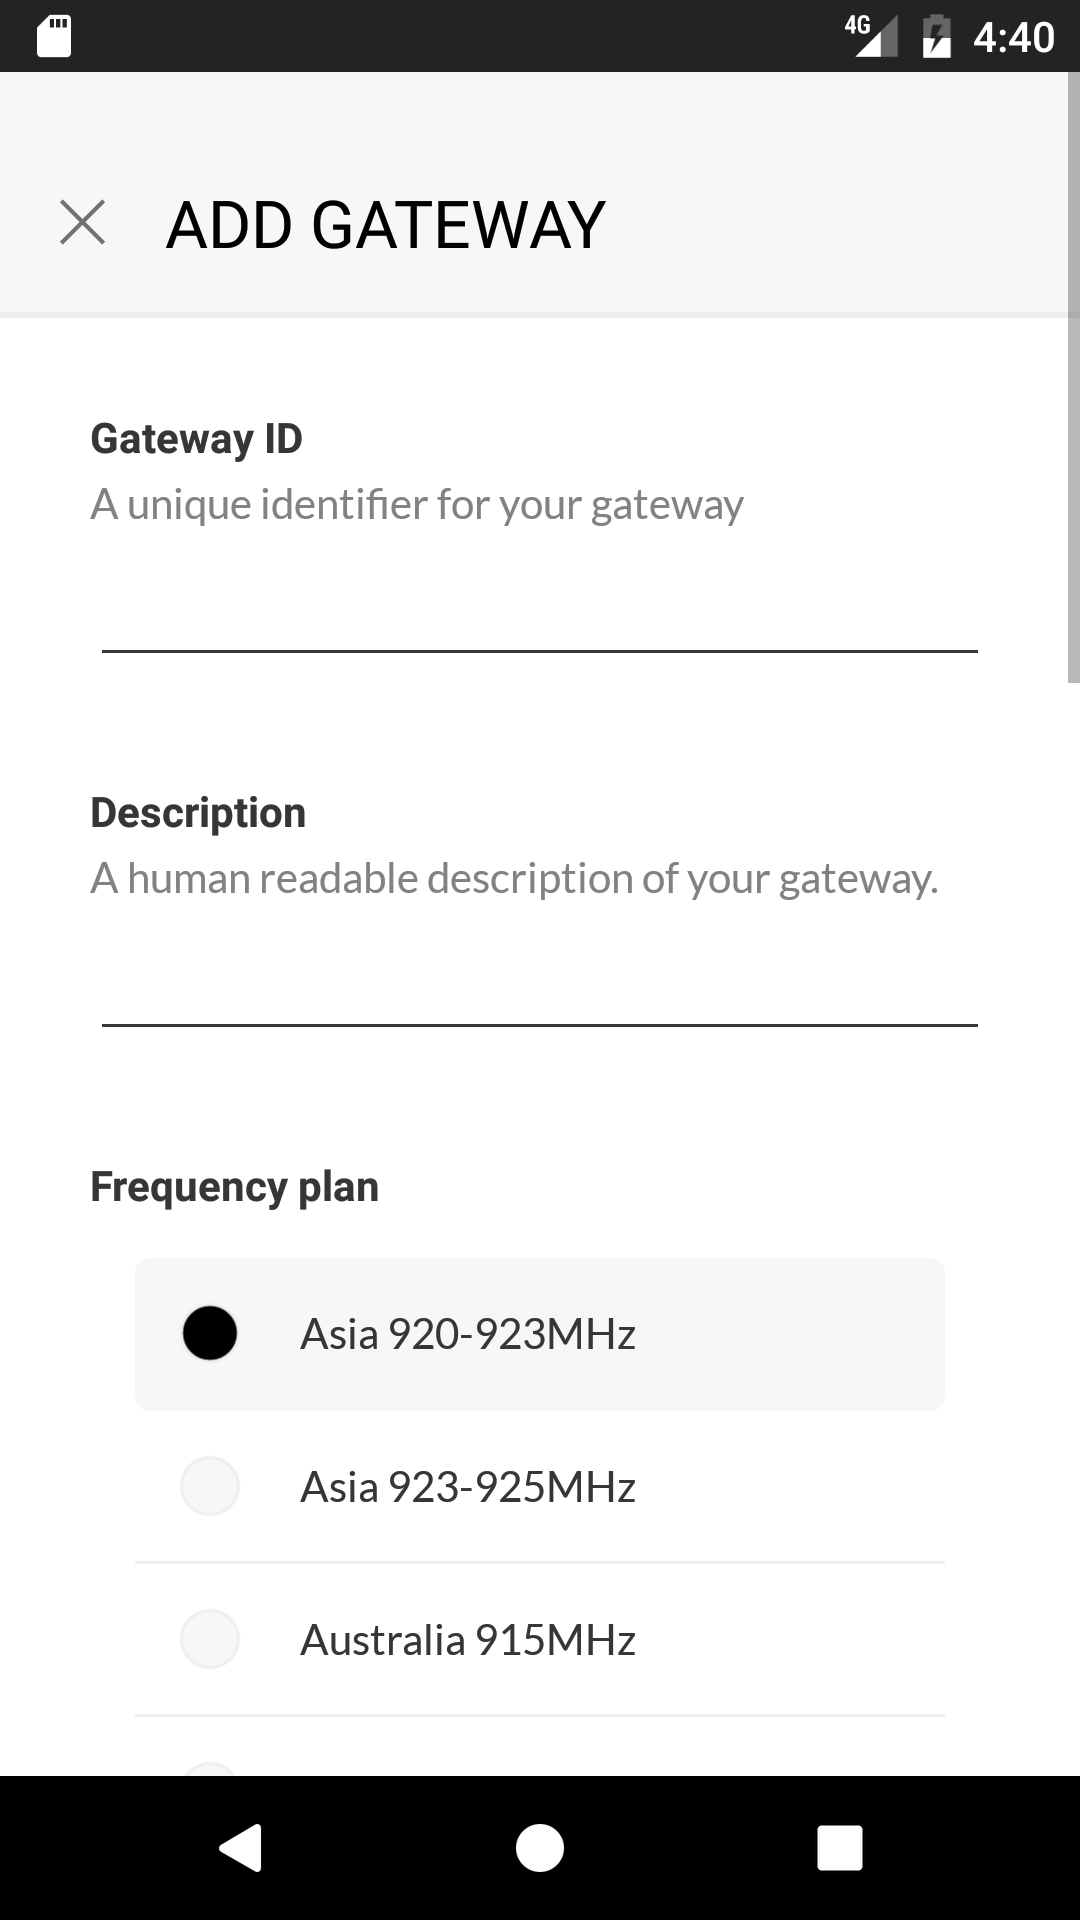 4G 4:40
ADD GATEWAY
Gateway ID
A unique identifier for your gateway
Description
A human readable description of your gateway.
Frequency plan
Asia 920-923MHz
Asia 923-925MHz
Australia 915MHz